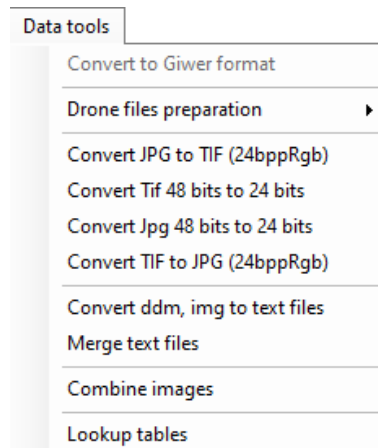 Data tools
Convert to Giwer format
Drone files preparation
Convert JPG to TIF (24bppRgb)
Convert Tif 48 bits to 24 bits
Convert Jpg 48 bits to 24 bits
Convert TIF to JPG (24bppRgb)
Convert ddm, img to text files
Merge text files
Combine images
Lookup tables